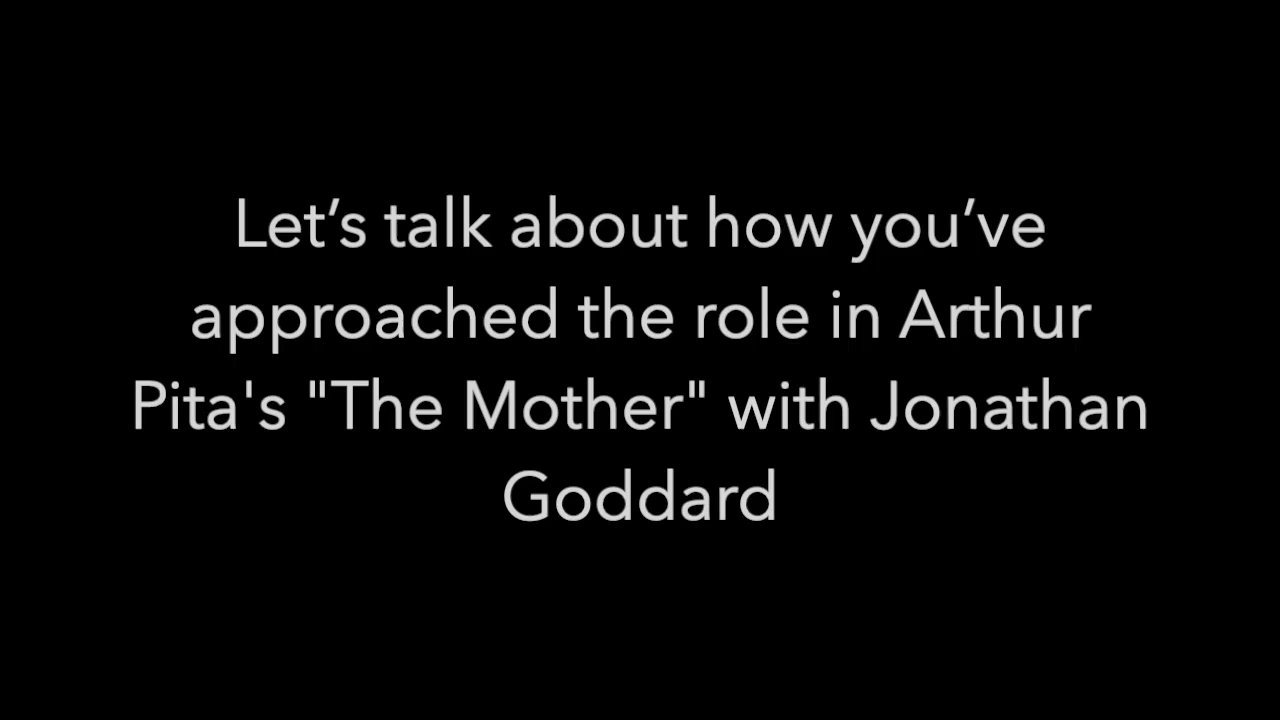 Let’s talk about how you’ve
approached the role in Arthur
Pita's "The Mother" with Jonathan
Goddard